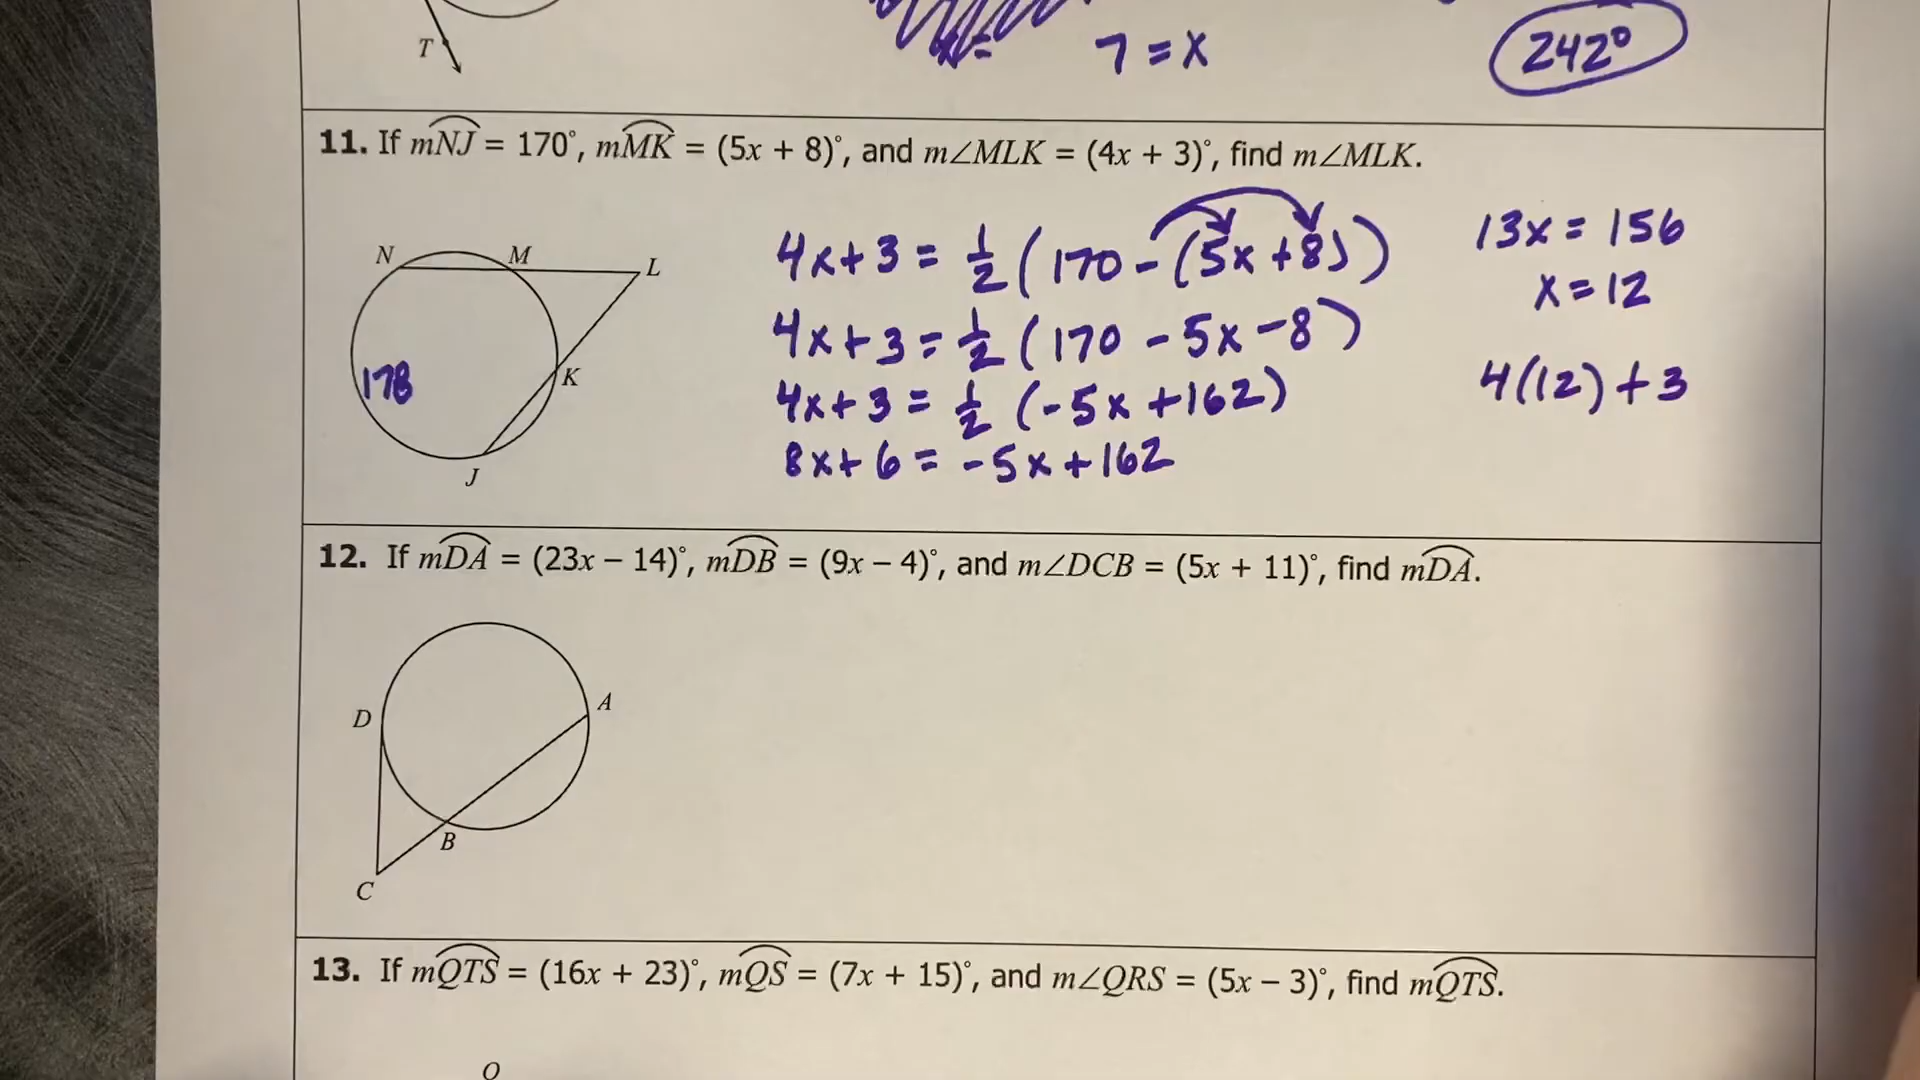 T
7 = x
242°
11. If mNJ = 170°, mMK = (5x + 8)°, and m∠MLK = (4x + 3)°, find m∠MLK.
N M L
178
K
J
4x+3 = 1/2 (170 - (5x +8))
4x+3 = 1/2 (170 - 5x - 8)
4x+3 = 1/2 (-5x +162)
8x+6 = -5x+162
13x = 156
x = 12
4(12)+3
12. If mDA = (23x – 14)°, mDB = (9x – 4)°, and m∠DCB = (5x + 11)°, find mDA.
D A
B
C
13. If mQTS = (16x + 23)°, mQS = (7x + 15)°, and m∠QRS = (5x – 3)°, find mQTS.